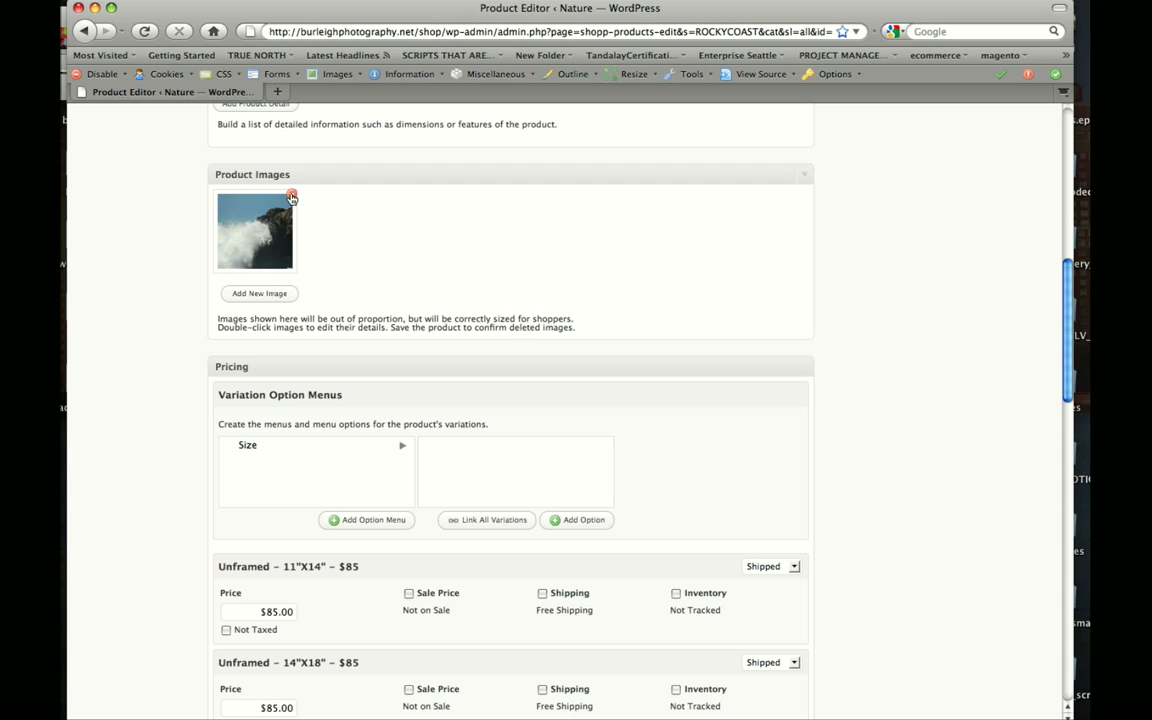 Product Editor ‹ Nature — WordPress
http://burleighphotography.net/shop/wp-admin/admin.php?page=shopp-products-edit&s=ROCKYCOAST&cat&sl=all&id=
Google
Most Visited Getting Started TRUE NORTH Latest Headlines SCRIPTS THAT ARE... New Folder TandalayCertificati... Enterprise Seattle PROJECT MANAGE... ecommerce magento »
Disable Cookies CSS Forms Images Information Miscellaneous Outline Resize Tools View Source Options
Product Editor ‹ Nature — WordPre... +
Add Product Detail
Build a list of detailed information such as dimensions or features of the product.
Product Images
Add New Image
Images shown here will be out of proportion, but will be correctly sized for shoppers.
Double-click images to edit their details. Save the product to confirm deleted images.
Pricing
Variation Option Menus
Create the menus and menu options for the product's variations.
Size
Add Option Menu Link All Variations Add Option
Unframed - 11"X14" - $85 Shipped
Price Sale Price Shipping Inventory
$85.00 Not on Sale Free Shipping Not Tracked
Not Taxed
Unframed - 14"X18" - $85 Shipped
Price Sale Price Shipping Inventory
$85.00 Not on Sale Free Shipping Not Tracked